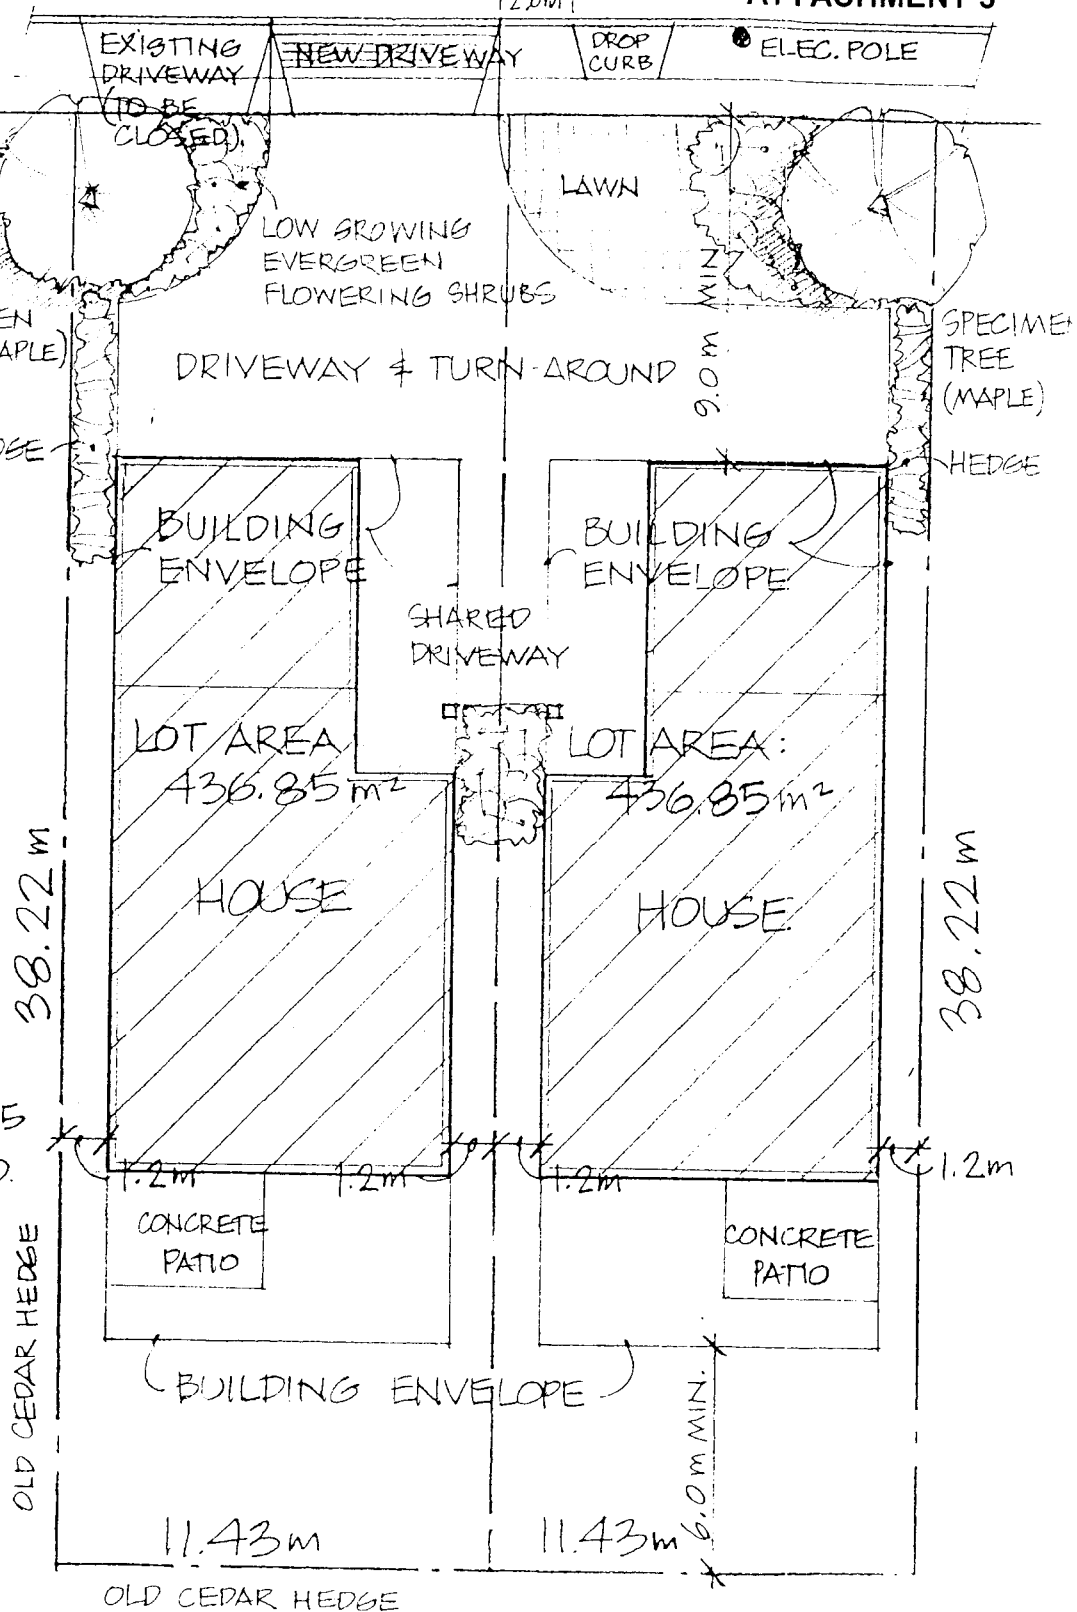 ATTACHMENT 3
EXISTING
DRIVEWAY
(TO BE
CLOSED)
NEW DRIVEWAY
DROP
CURB
ELEC. POLE
LAWN
LOW GROWING
EVERGREEN
FLOWERING SHRUBS
9.0 m MIN
SPECIMEN
TREE
(MAPLE)
DRIVEWAY & TURN-AROUND
HEDGE
BUILDING
ENVELOPE
BUILDING
ENVELOPE
SHARED
DRIVEWAY
LOT AREA
436.85 m²
LOT AREA:
436.85 m²
HOUSE
HOUSE
38.22 m
38.22 m
5
1.2m
1.2m
1.2m
1.2m
CONCRETE
PATIO
CONCRETE
PATIO
OLD CEDAR HEDGE
BUILDING ENVELOPE
6.0 m MIN.
11.43m
11.43m
OLD CEDAR HEDGE